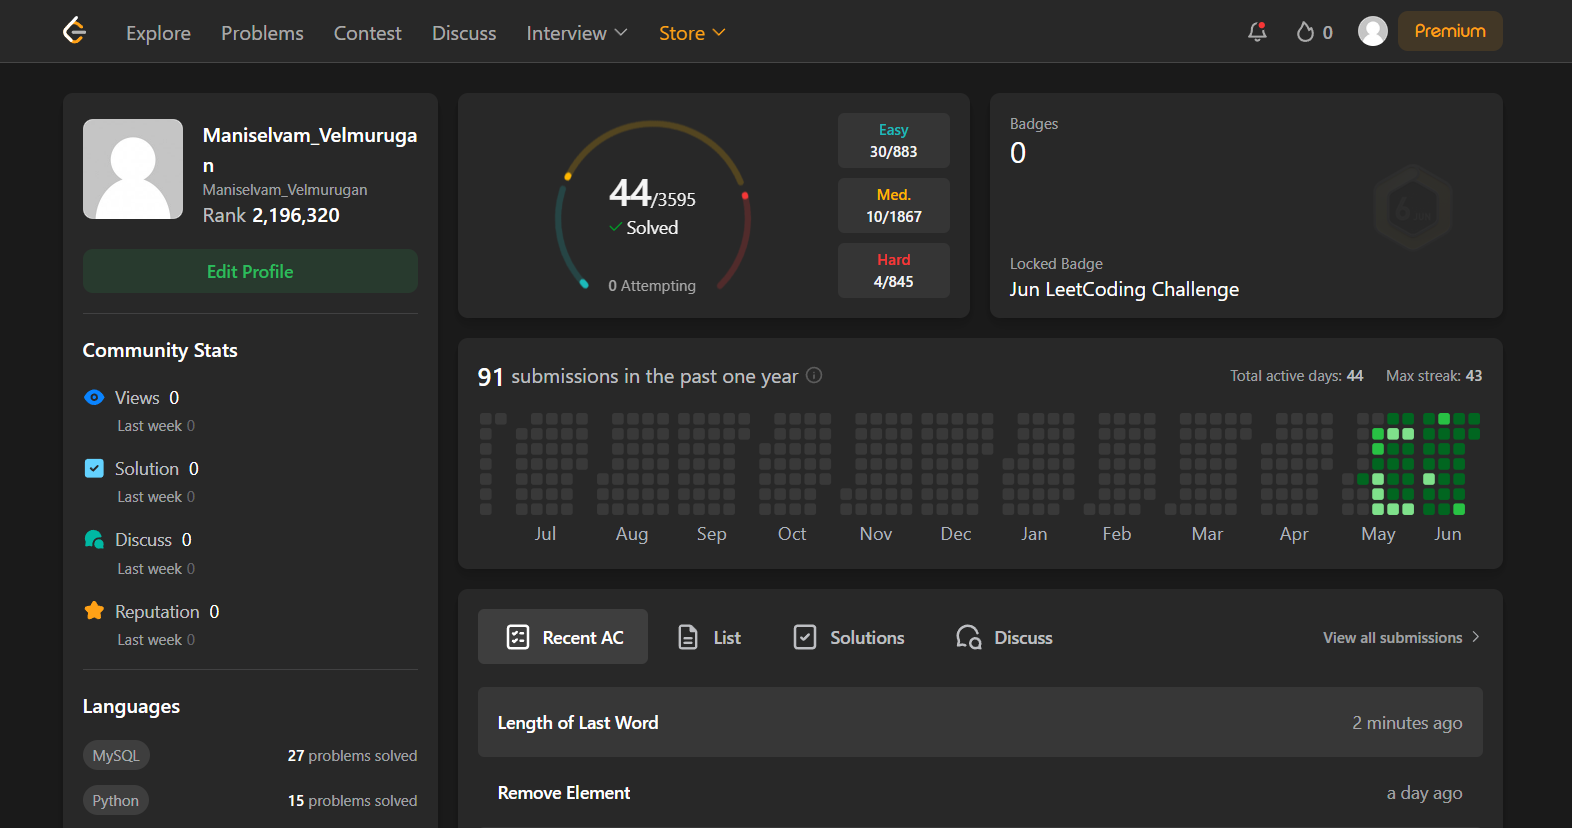 Explore Problems Contest Discuss Interview Store 0 Premium
Maniselvam_Velmuruga
n
Maniselvam_Velmurugan
Rank 2,196,320
Edit Profile
Community Stats
Views 0
Last week 0
Solution 0
Last week 0
Discuss 0
Last week 0
Reputation 0
Last week 0
Languages
MySQL 27 problems solved
Python 15 problems solved
44/3595
Solved
0 Attempting
Easy
30/883
Med.
10/1867
Hard
4/845
Badges
0
Locked Badge
Jun LeetCoding Challenge
91 submissions in the past one year Total active days: 44 Max streak: 43
Jul Aug Sep Oct Nov Dec Jan Feb Mar Apr May Jun
Recent AC List Solutions Discuss View all submissions
Length of Last Word 2 minutes ago
Remove Element a day ago